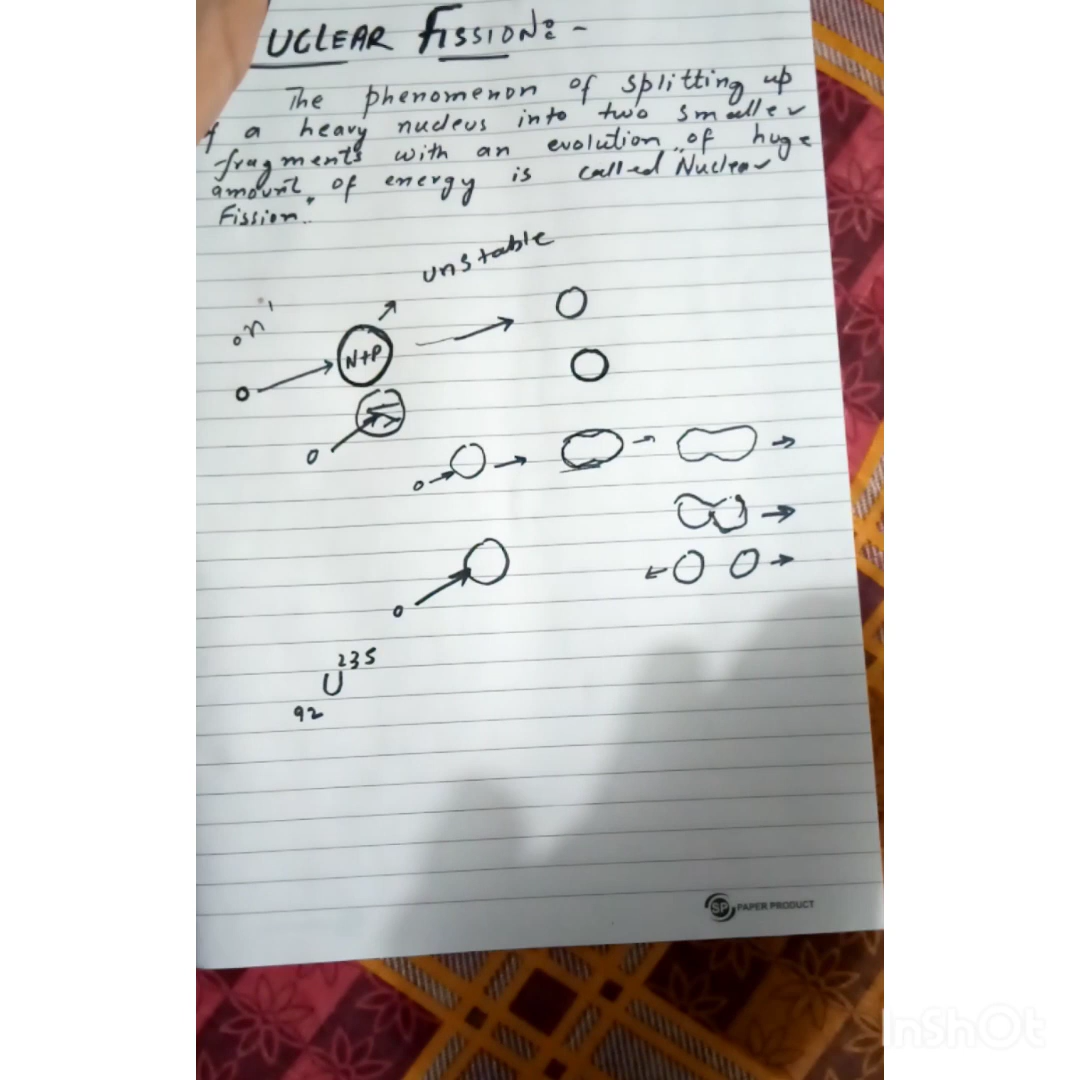 UCLEAR FISSION:-
The phenomenon of splitting up
f a heavy nucleus into two smaller
fragments with an evolution of huge
amount of energy is called Nuclear
Fission."
unstable
₀n¹
N+P
235
U
92
SP PAPER PRODUCT
InShOt